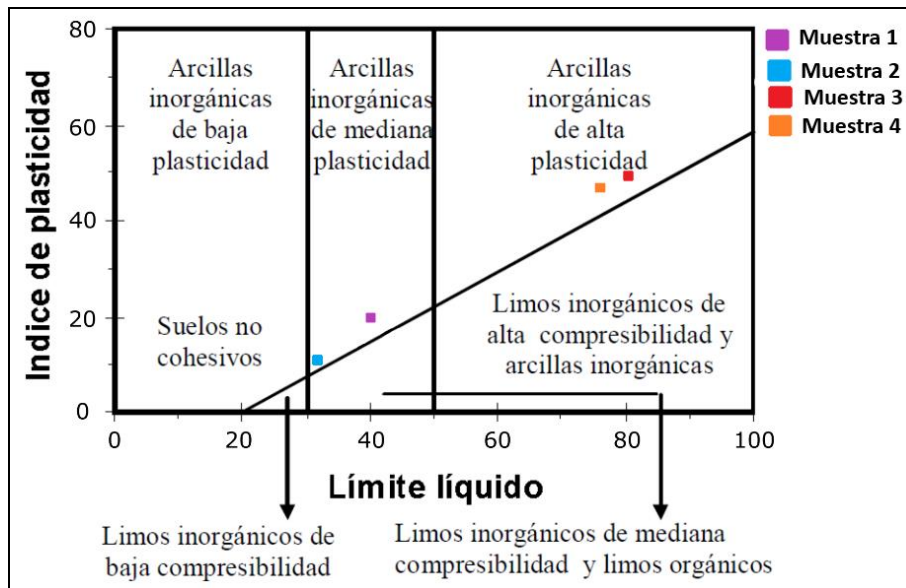 80
60
40
20
0
Indice de plasticidad
Arcillas
inorgánicas
de baja
plasticidad
Arcillas
inorgánicas
de mediana
plasticidad
Arcillas
inorgánicas
de alta
plasticidad
Muestra 1
Muestra 2
Muestra 3
Muestra 4
Suelos no
cohesivos
Limos inorgánicos de
alta compresibilidad y
arcillas inorgánicas
0 20 40 60 80 100
Límite líquido
Limos inorgánicos de
baja compresibilidad
Limos inorgánicos de mediana
compresibilidad y limos orgánicos